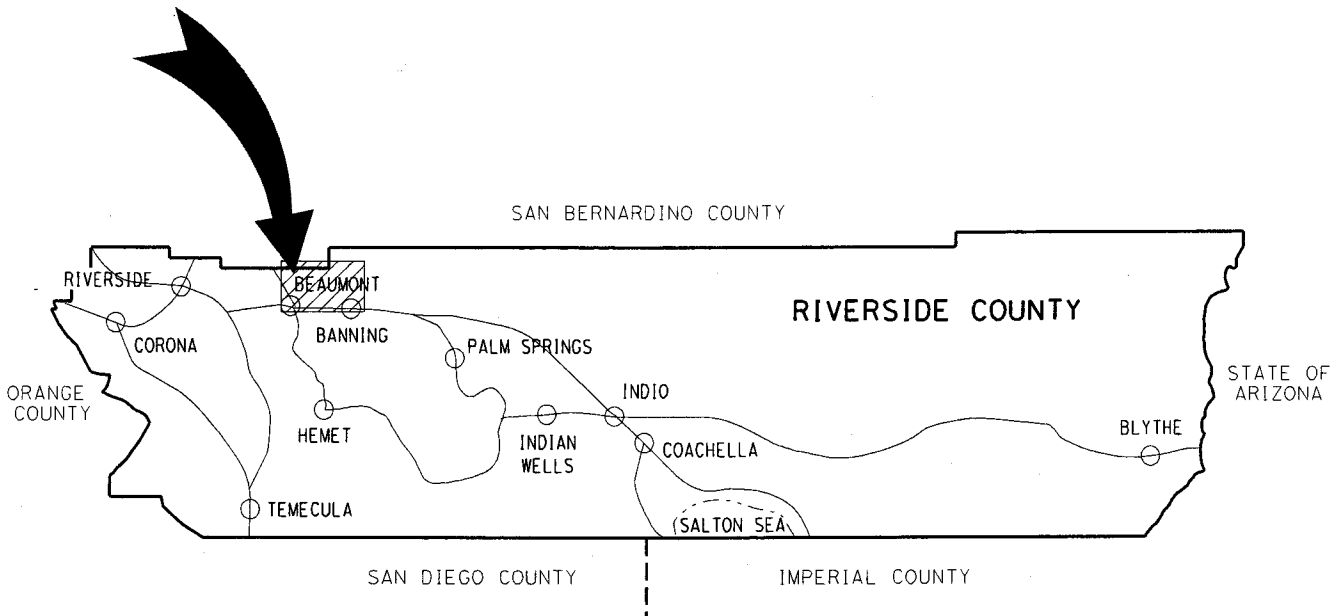 SAN BERNARDINO COUNTY
RIVERSIDE
BEAUMONT
RIVERSIDE COUNTY
CORONA
BANNING
PALM SPRINGS
ORANGE
COUNTY
INDIO
STATE OF
ARIZONA
HEMET
INDIAN
WELLS
COACHELLA
BLYTHE
TEMECULA
SALTON SEA
SAN DIEGO COUNTY
IMPERIAL COUNTY